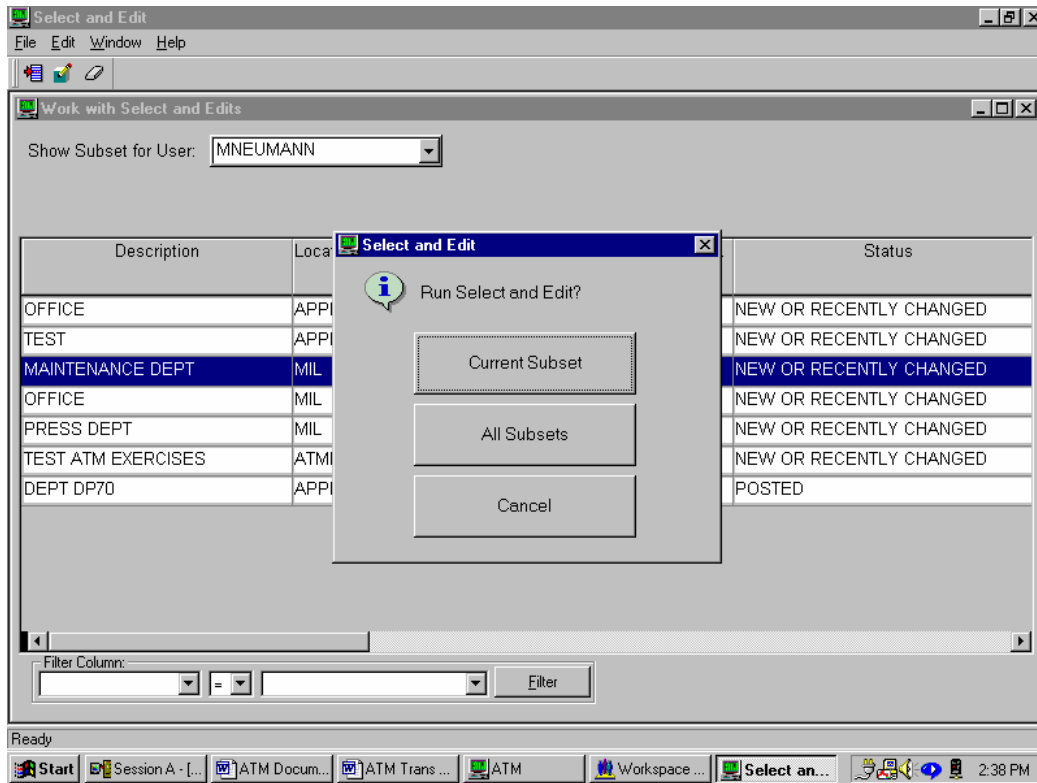 Select and Edit
File Edit Window Help
Work with Select and Edits
Show Subset for User: MNEUMANN
Description Loca Status
Select and Edit
Run Select and Edit?
Current Subset
All Subsets
Cancel
OFFICE APPI NEW OR RECENTLY CHANGED
TEST APPI NEW OR RECENTLY CHANGED
MAINTENANCE DEPT MIL NEW OR RECENTLY CHANGED
OFFICE MIL NEW OR RECENTLY CHANGED
PRESS DEPT MIL NEW OR RECENTLY CHANGED
TEST ATM EXERCISES ATMI NEW OR RECENTLY CHANGED
DEPT DP70 APPI POSTED
Filter Column:
= Filter
Ready
Start Session A - [... ATM Docum... ATM Trans ... ATM Workspace ... Select an... 2:38 PM